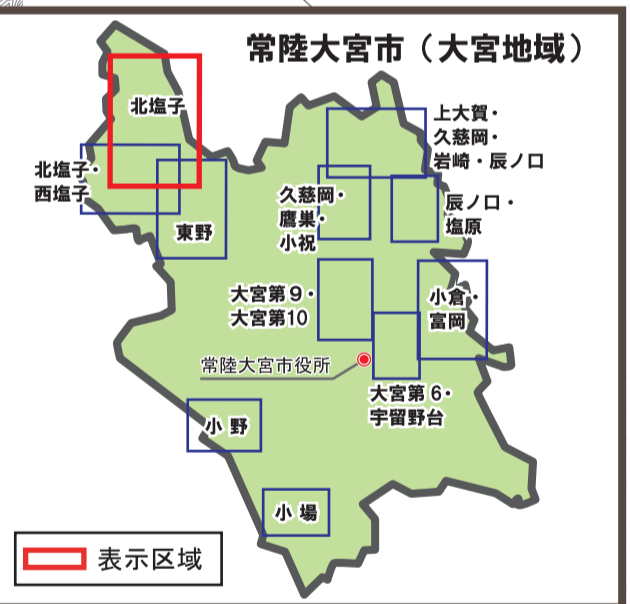 常陸大宮市（大宮地域）
北塩子
上大賀・
久慈岡・
岩崎・辰ノ口
北塩子・
西塩子
久慈岡・
鷹巣・
小祝
辰ノ口・
塩原
東野
大宮第９・
大宮第10
小倉・
富岡
常陸大宮市役所
大宮第６・
宇留野台
小 野
小 場
表示区域